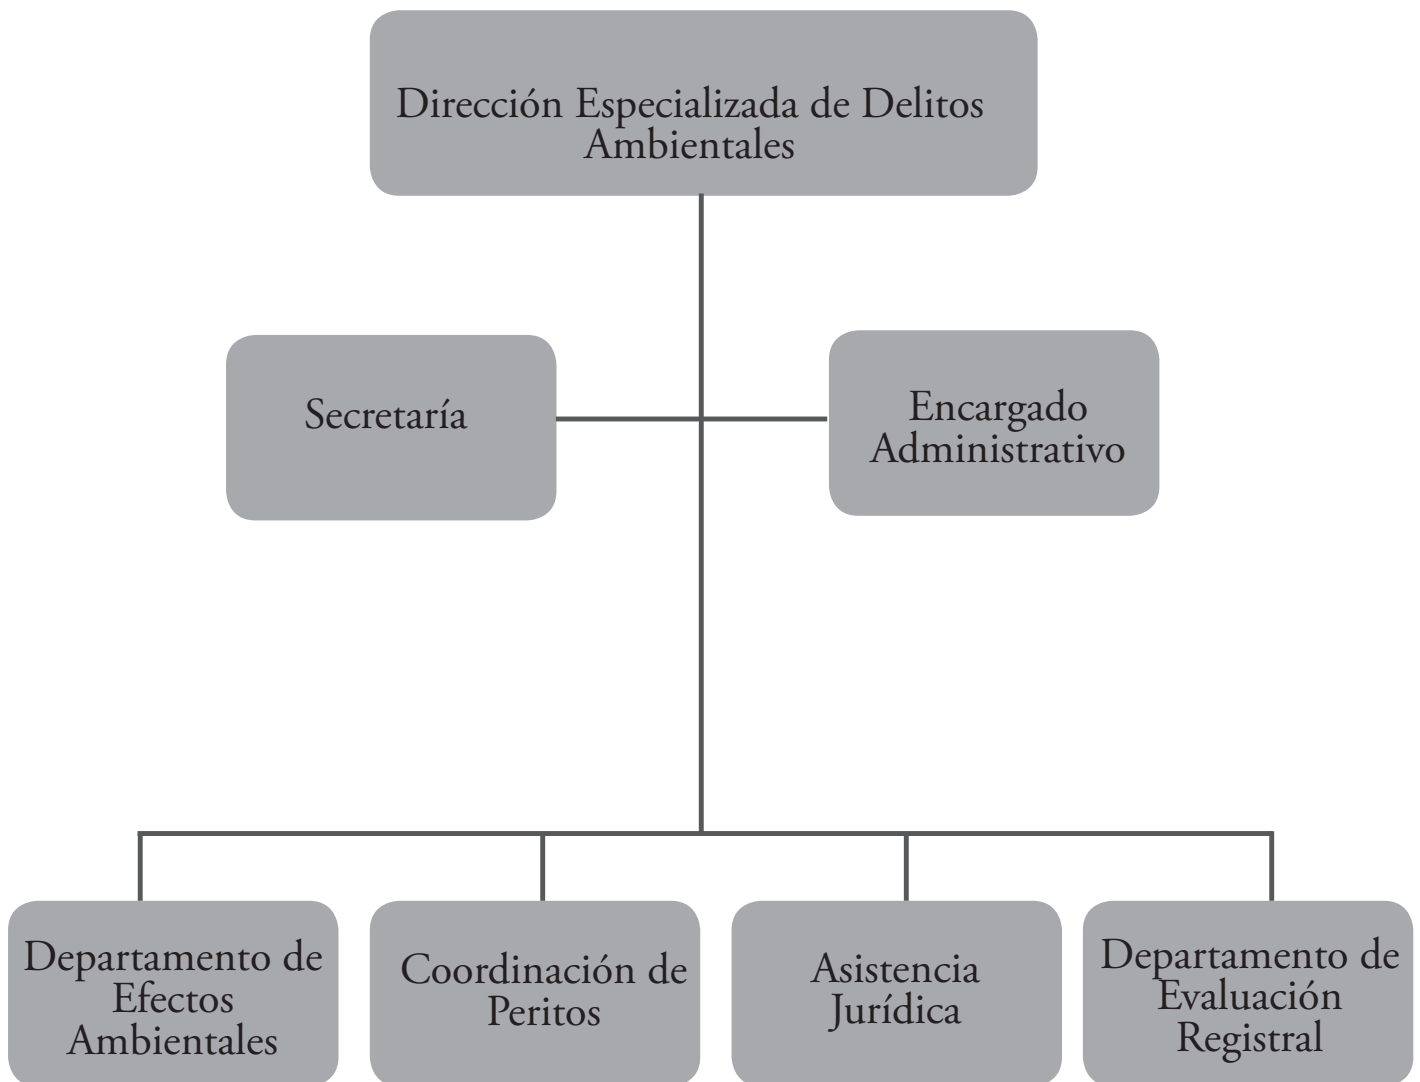 Dirección Especializada de Delitos
Ambientales
Secretaría
Encargado
Administrativo
Departamento de
Efectos
Ambientales
Coordinación de
Peritos
Asistencia
Jurídica
Departamento de
Evaluación
Registral